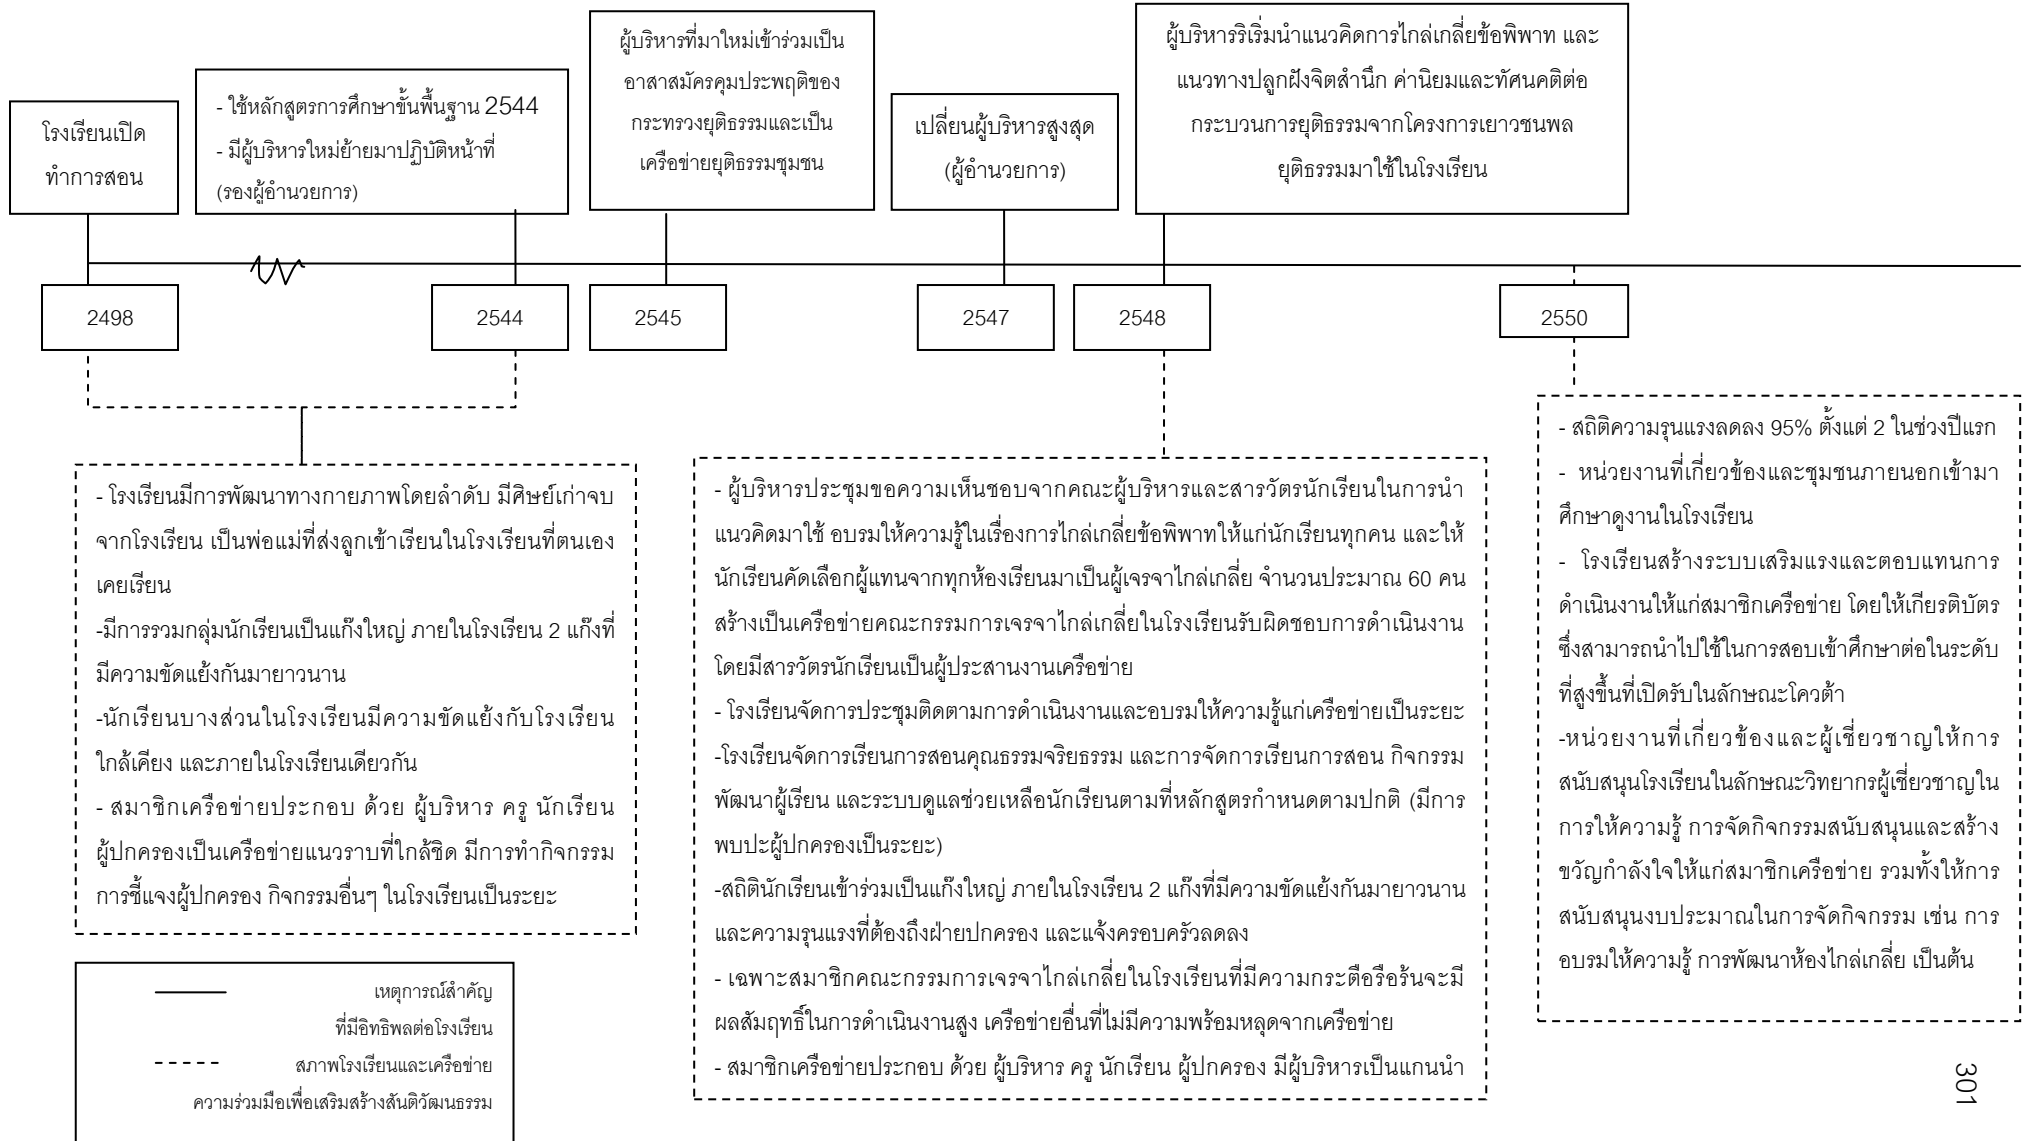 โรงเรียนเปิด
ทำการสอน
- ใช้หลักสูตรการศึกษาขั้นพื้นฐาน 2544
- มีผู้บริหารใหม่ย้ายมาปฏิบัติหน้าที่
(รองผู้อำนวยการ)
ผู้บริหารที่มาใหม่เข้าร่วมเป็น
อาสาสมัครคุมประพฤติของ
กระทรวงยุติธรรมและเป็น
เครือข่ายยุติธรรมชุมชน
เปลี่ยนผู้บริหารสูงสุด
(ผู้อำนวยการ)
ผู้บริหารริเริ่มนำแนวคิดการไกล่เกลี่ยข้อพิพาท และ
แนวทางปลูกฝังจิตสำนึก ค่านิยมและทัศนคติต่อ
กระบวนการยุติธรรมจากโครงการเยาวชนพล
ยุติธรรมมาใช้ในโรงเรียน
2498
2544
2545
2547
2548
2550
- โรงเรียนมีการพัฒนาทางกายภาพโดยลำดับ มีศิษย์เก่าจบ
จากโรงเรียน เป็นพ่อแม่ที่ส่งลูกเข้าเรียนในโรงเรียนที่ตนเอง
เคยเรียน
-มีการรวมกลุ่มนักเรียนเป็นแก๊งใหญ่ ภายในโรงเรียน 2 แก๊งที่
มีความขัดแย้งกันมายาวนาน
-นักเรียนบางส่วนในโรงเรียนมีความขัดแย้งกับโรงเรียน
ใกล้เคียง และภายในโรงเรียนเดียวกัน
- สมาชิกเครือข่ายประกอบ ด้วย ผู้บริหาร ครู นักเรียน
ผู้ปกครองเป็นเครือข่ายแนวราบที่ใกล้ชิด มีการทำกิจกรรม
การชี้แจงผู้ปกครอง กิจกรรมอื่นๆ ในโรงเรียนเป็นระยะ
- ผู้บริหารประชุมขอความเห็นชอบจากคณะผู้บริหารและสารวัตรนักเรียนในการนำ
แนวคิดมาใช้ อบรมให้ความรู้ในเรื่องการไกล่เกลี่ยข้อพิพาทให้แก่นักเรียนทุกคน และให้
นักเรียนคัดเลือกผู้แทนจากทุกห้องเรียนมาเป็นผู้เจรจาไกล่เกลี่ย จำนวนประมาณ 60 คน
สร้างเป็นเครือข่ายคณะกรรมการเจรจาไกล่เกลี่ยในโรงเรียนรับผิดชอบการดำเนินงาน
โดยมีสารวัตรนักเรียนเป็นผู้ประสานงานเครือข่าย
- โรงเรียนจัดการประชุมติดตามการดำเนินงานและอบรมให้ความรู้แก่เครือข่ายเป็นระยะ
-โรงเรียนจัดการเรียนการสอนคุณธรรมจริยธรรม และการจัดการเรียนการสอน กิจกรรม
พัฒนาผู้เรียน และระบบดูแลช่วยเหลือนักเรียนตามที่หลักสูตรกำหนดตามปกติ (มีการ
พบปะผู้ปกครองเป็นระยะ)
-สถิตินักเรียนเข้าร่วมเป็นแก๊งใหญ่ ภายในโรงเรียน 2 แก๊งที่มีความขัดแย้งกันมายาวนาน
และความรุนแรงที่ต้องถึงฝ่ายปกครอง และแจ้งครอบครัวลดลง
- เฉพาะสมาชิกคณะกรรมการเจรจาไกล่เกลี่ยในโรงเรียนที่มีความกระตือรือร้นจะมี
ผลสัมฤทธิ์ในการดำเนินงานสูง เครือข่ายอื่นที่ไม่มีความพร้อมหลุดจากเครือข่าย
- สมาชิกเครือข่ายประกอบ ด้วย ผู้บริหาร ครู นักเรียน ผู้ปกครอง มีผู้บริหารเป็นแกนนำ
- สถิติความรุนแรงลดลง 95% ตั้งแต่ 2 ในช่วงปีแรก
- หน่วยงานที่เกี่ยวข้องและชุมชนภายนอกเข้ามา
ศึกษาดูงานในโรงเรียน
- โรงเรียนสร้างระบบเสริมแรงและตอบแทนการ
ดำเนินงานให้แก่สมาชิกเครือข่าย โดยให้เกียรติบัตร
ซึ่งสามารถนำไปใช้ในการสอบเข้าศึกษาต่อในระดับ
ที่สูงขึ้นที่เปิดรับในลักษณะโควต้า
-หน่วยงานที่เกี่ยวข้องและผู้เชี่ยวชาญให้การ
สนับสนุนโรงเรียนในลักษณะวิทยากรผู้เชี่ยวชาญใน
การให้ความรู้ การจัดกิจกรรมสนับสนุนและสร้าง
ขวัญกำลังใจให้แก่สมาชิกเครือข่าย รวมทั้งให้การ
สนับสนุนงบประมาณในการจัดกิจกรรม เช่น การ
อบรมให้ความรู้ การพัฒนาห้องไกล่เกลี่ย เป็นต้น
เหตุการณ์สำคัญ
ที่มีอิทธิพลต่อโรงเรียน
สภาพโรงเรียนและเครือข่าย
ความร่วมมือเพื่อเสริมสร้างสันติวัฒนธรรม
301